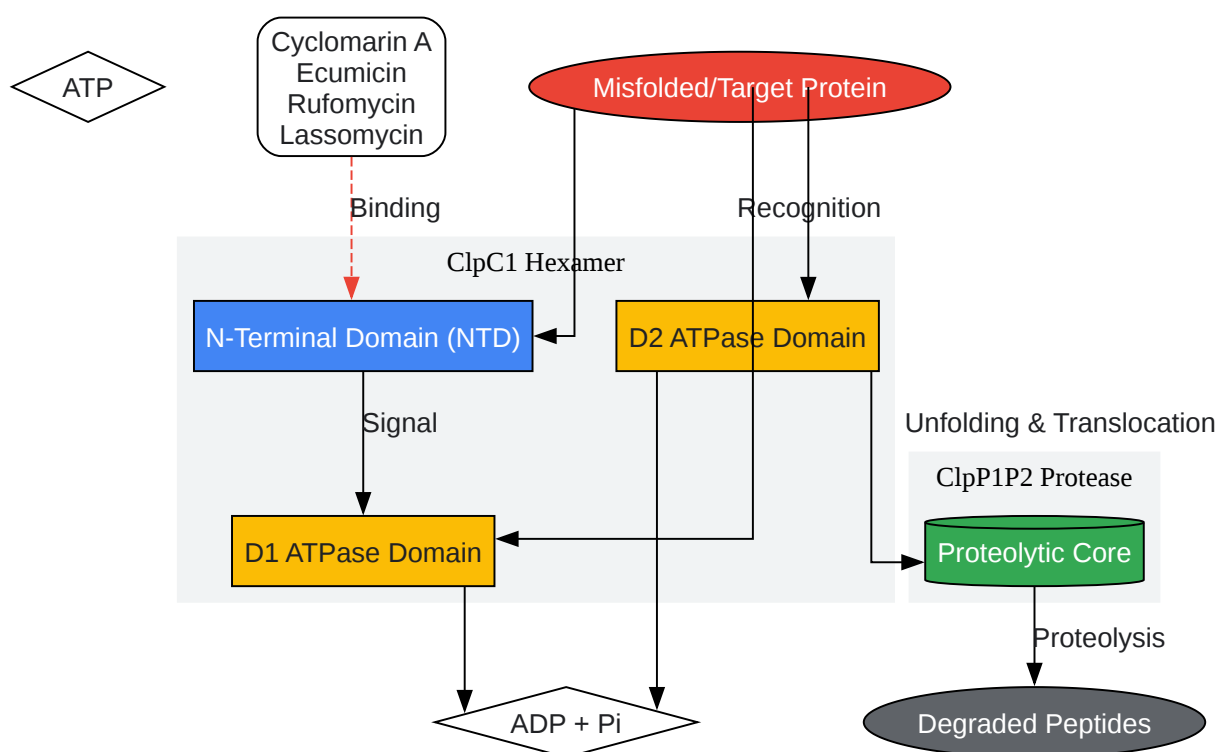 Cyclomarin A
Ecumicin
Rufomycin
Lassomycin
ATP
Misfolded/Target Protein
Binding
Recognition
ClpC1 Hexamer
N-Terminal Domain (NTD)
D2 ATPase Domain
Signal
Unfolding & Translocation
ClpP1P2 Protease
D1 ATPase Domain
Proteolytic Core
Proteolysis
ADP + Pi
Degraded Peptides